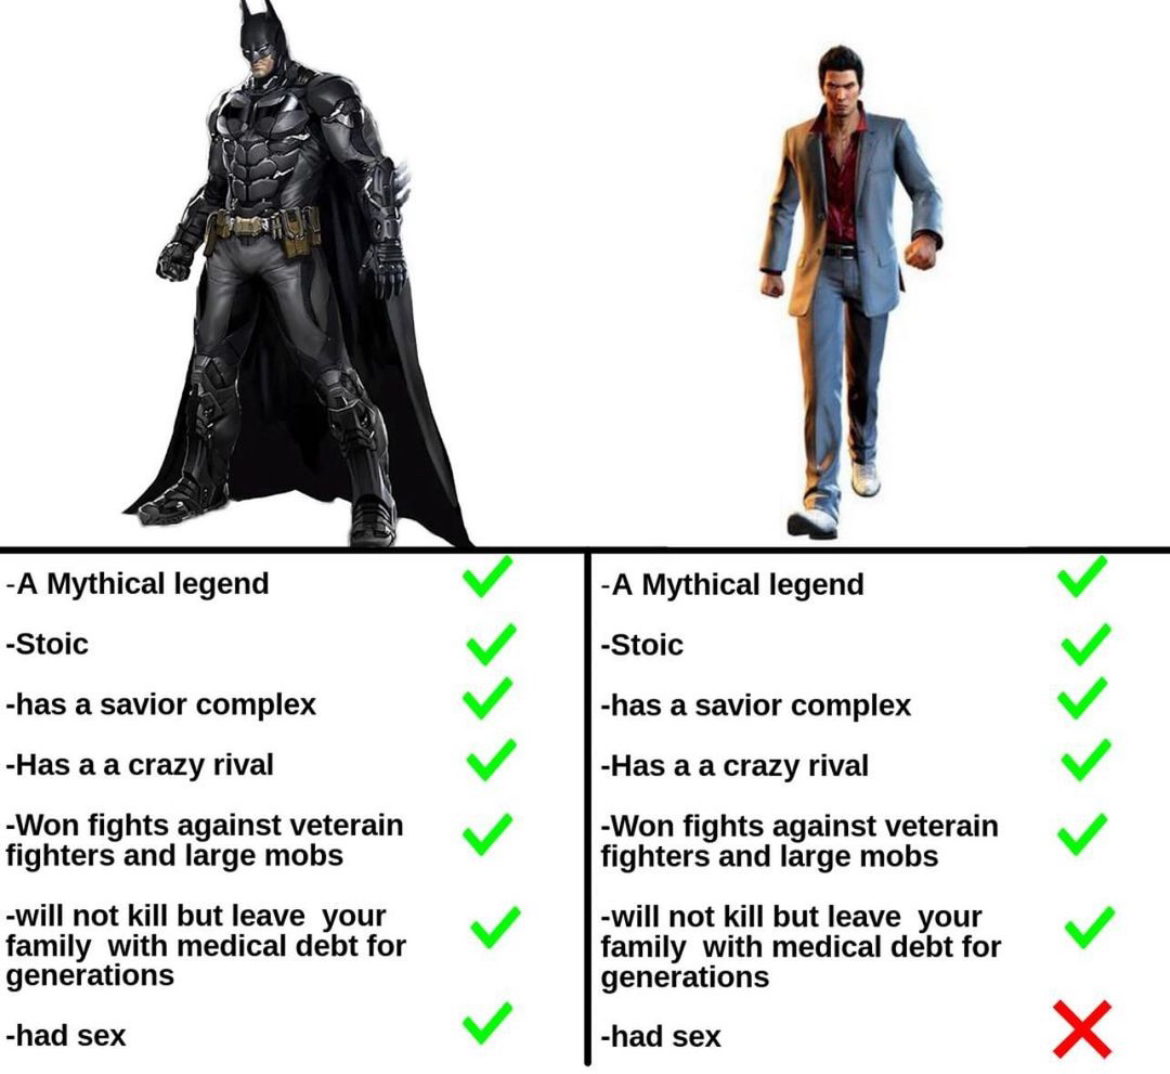 -A Mythical legend
-Stoic
-has a savior complex
-Has a a crazy rival
-Won fights against veterain
fighters and large mobs
-will not kill but leave your
family with medical debt for
generations
-had sex
-A Mythical legend
-Stoic
-has a savior complex
-Has a a crazy rival
-Won fights against veterain
fighters and large mobs
-will not kill but leave your
family with medical debt for
generations
-had sex